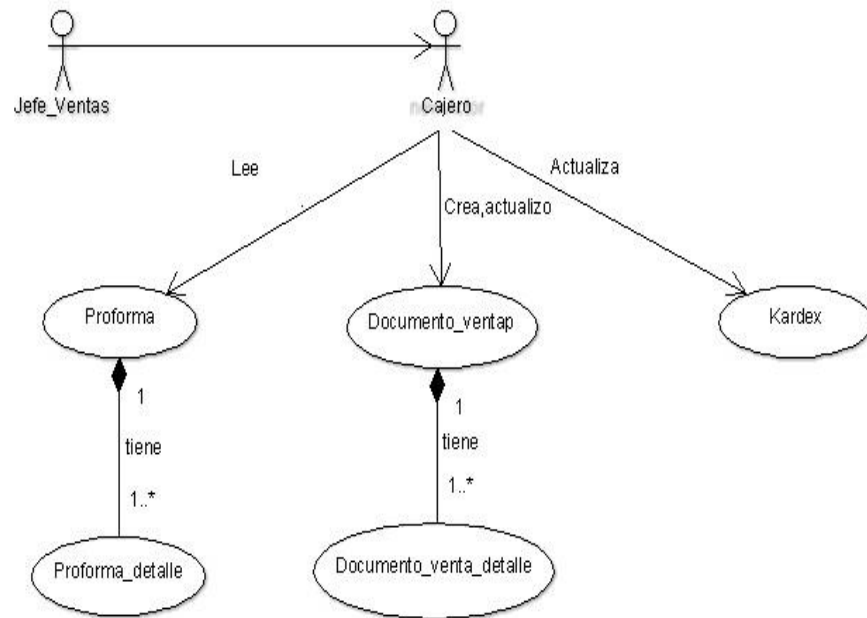 Jefe_Ventas
Cajero
Lee
Actualiza
Crea,actualizo
Proforma
Documento_ventap
Kardex
1
1
tiene
tiene
1..*
1..*
Proforma_detalle
Documento_venta_detalle